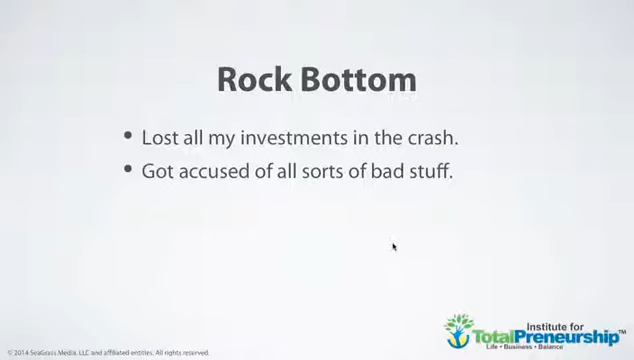 Rock Bottom
• Lost all my investments in the crash.
• Got accused of all sorts of bad stuff.
Institute for
TotalPreneurship™
Life • Business • Balance
© 2014 SeaGrass Media, LLC and affiliated entities. All rights reserved.